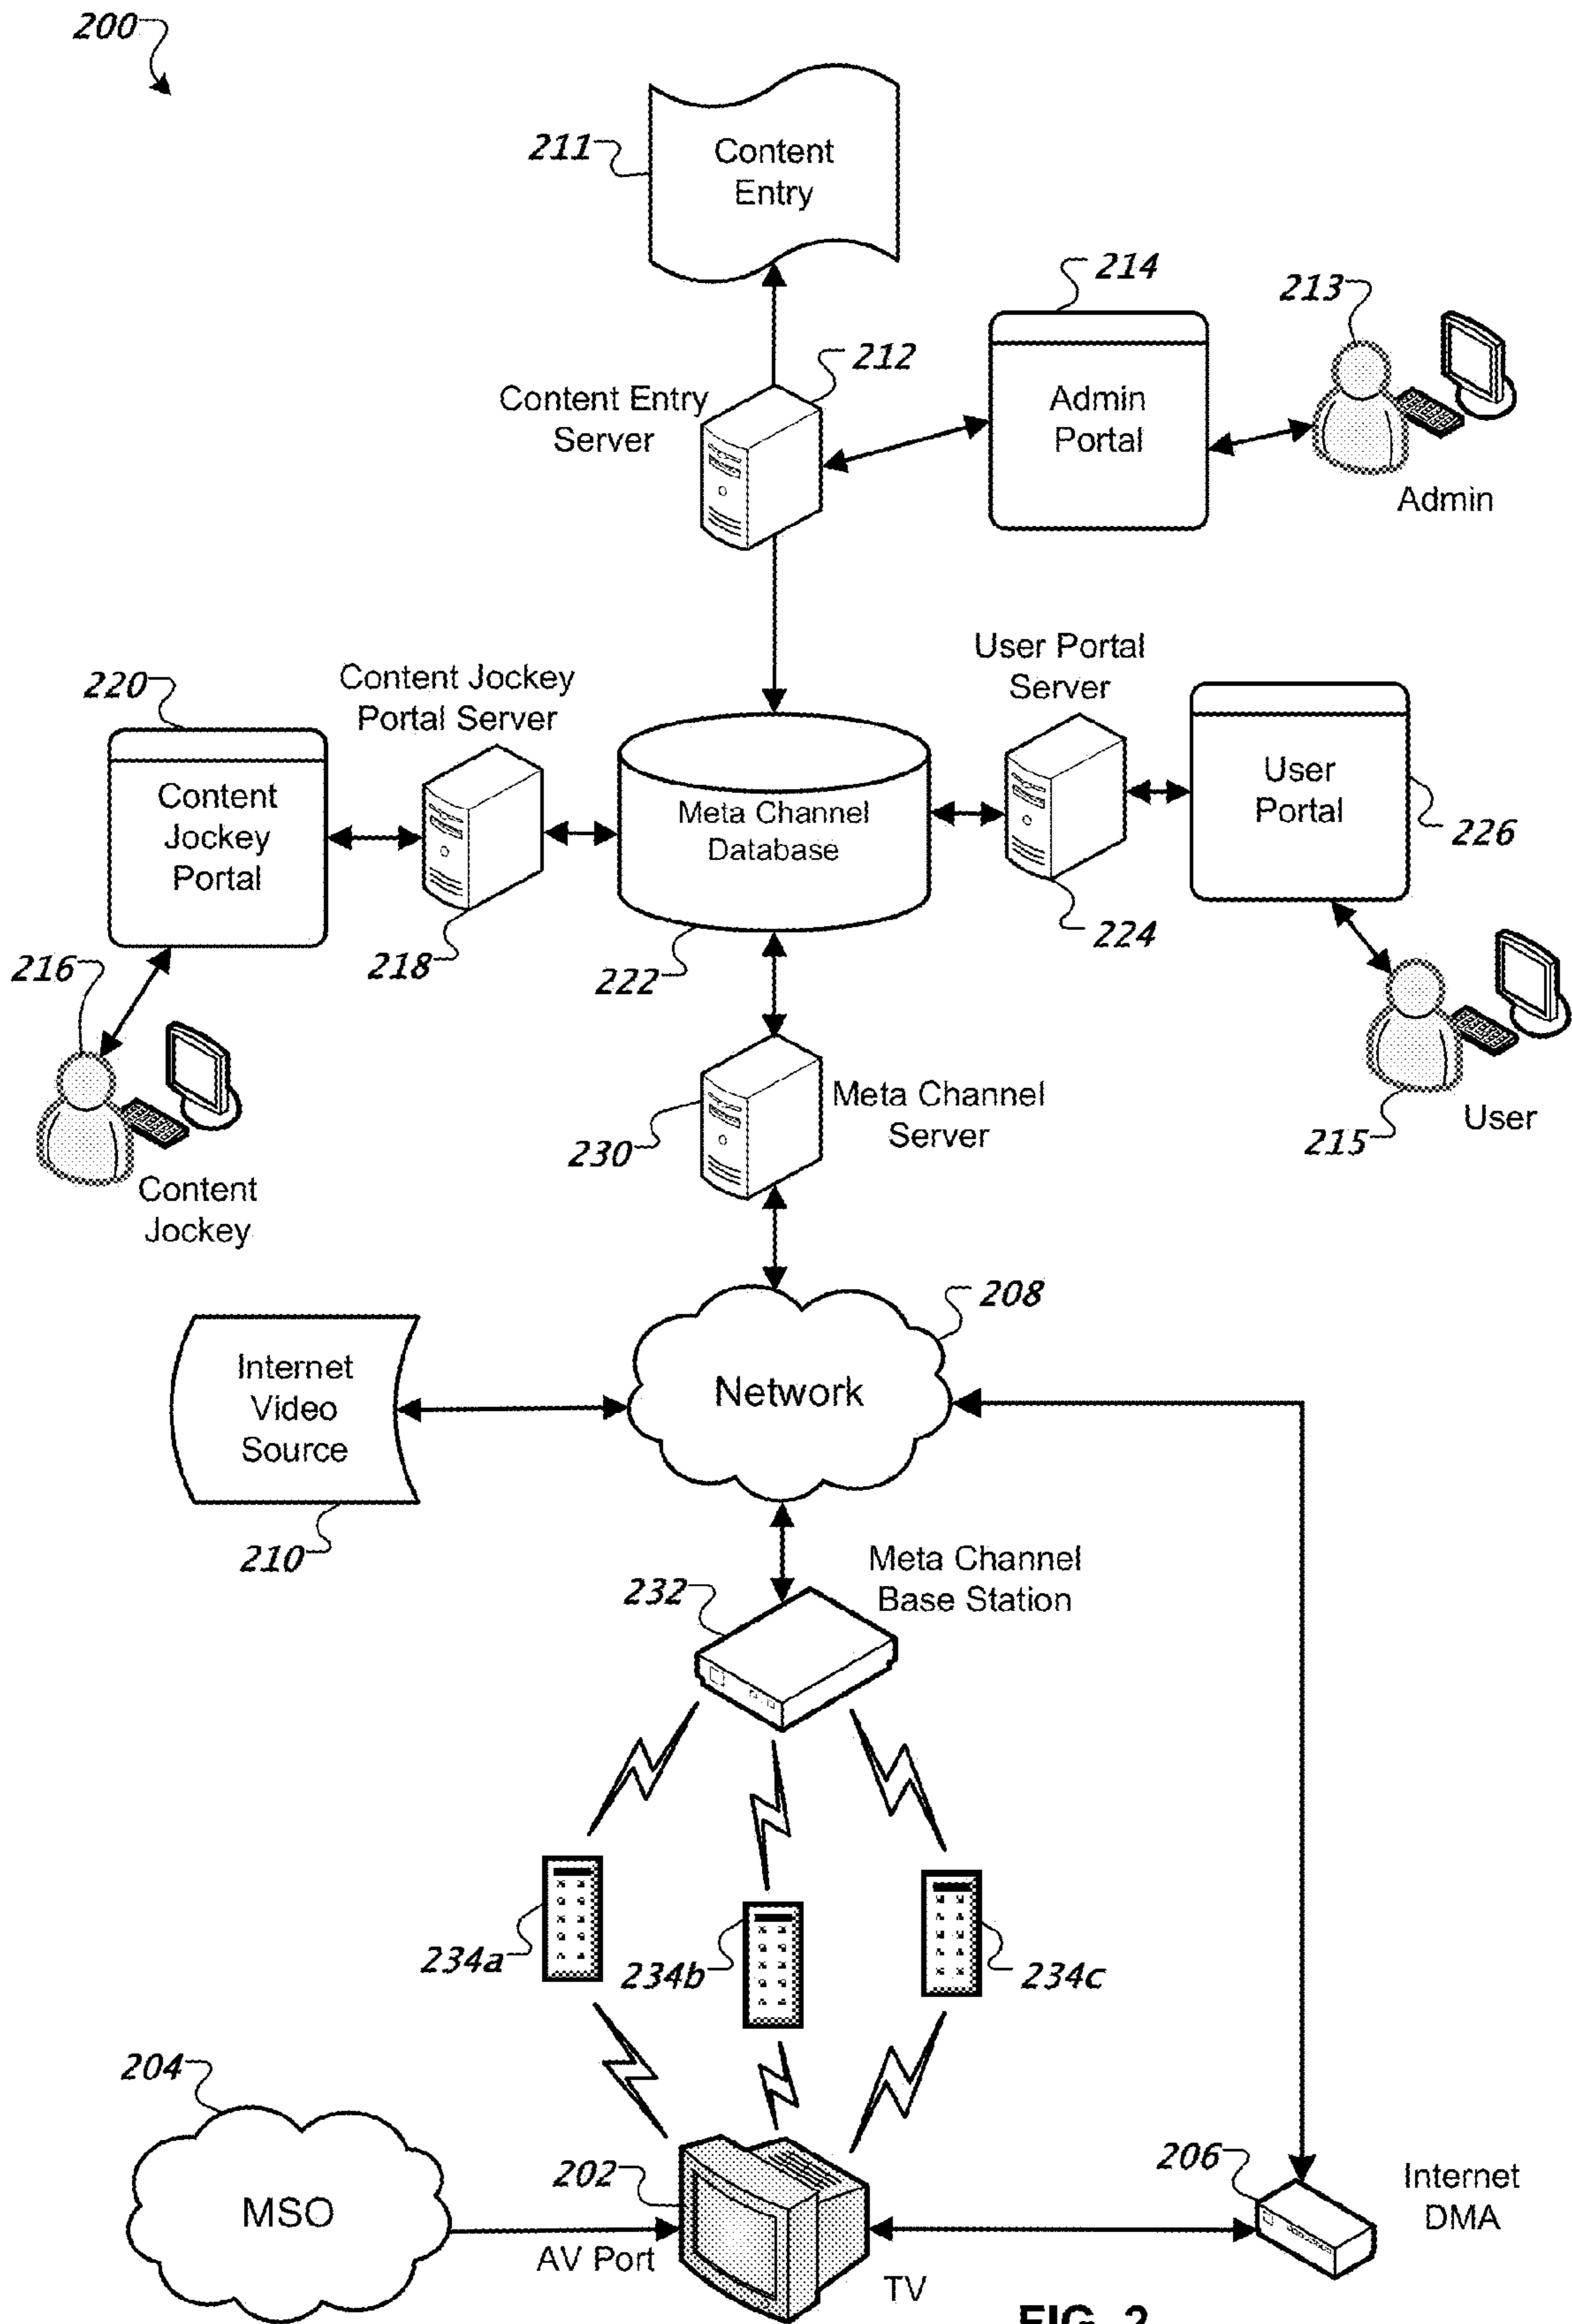 200
211
Content
Entry
214
213
212
Content Entry
Server
Admin
Portal
Admin
220
Content Jockey
Portal Server
User Portal
Server
Content
Jockey
Portal
Meta Channel
Database
User
Portal
226
216
218
222
224
Content
Jockey
230
Meta Channel
Server
215
User
208
Internet
Video
Source
Network
210
232
Meta Channel
Base Station
234a
234b
234c
204
MSO
202
AV Port
TV
206
Internet
DMA
FIG. 2